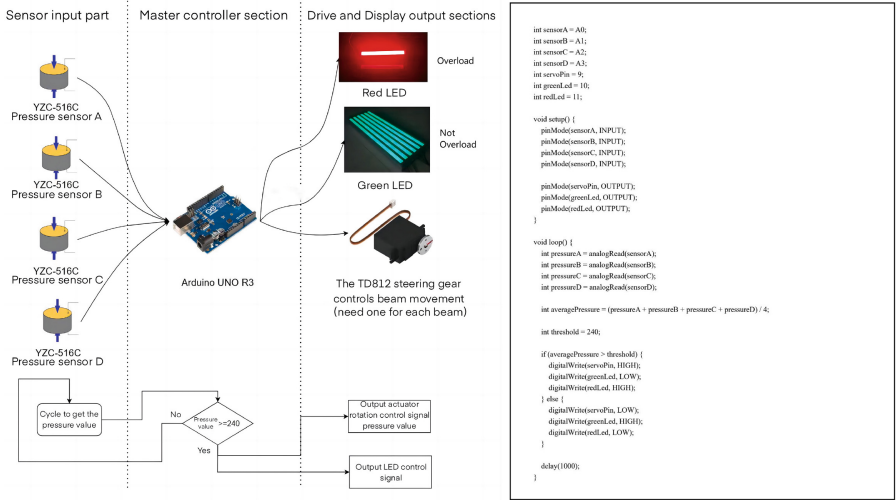 Sensor input part
Master controller section
Drive and Display output sections
YZC-516C
Pressure sensor A
YZC-516C
Pressure sensor B
YZC-516C
Pressure sensor C
YZC-516C
Pressure sensor D
Arduino UNO R3
Overload
Red LED
Not
Overload
Green LED
The TD812 steering gear
controls beam movement
(need one for each beam)
Cycle to get the
pressure value
No
Pressure
value >=240
Yes
Output actuator
rotation control signal
pressure value
Output LED control
signal
int sensorA = A0;
int sensorB = A1;
int sensorC = A2;
int sensorD = A3;
int servoPin = 9;
int greenLed = 10;
int redLed = 11;
void setup() {
pinMode(sensorA, INPUT);
pinMode(sensorB, INPUT);
pinMode(sensorC, INPUT);
pinMode(sensorD, INPUT);
pinMode(servoPin, OUTPUT);
pinMode(greenLed, OUTPUT);
pinMode(redLed, OUTPUT);
}
void loop() {
int pressureA = analogRead(sensorA);
int pressureB = analogRead(sensorB);
int pressureC = analogRead(sensorC);
int pressureD = analogRead(sensorD);
int averagePressure = (pressureA + pressureB + pressureC + pressureD) / 4;
int threshold = 240;
if (averagePressure > threshold) {
digitalWrite(servoPin, HIGH);
digitalWrite(greenLed, LOW);
digitalWrite(redLed, HIGH);
} else {
digitalWrite(servoPin, LOW);
digitalWrite(greenLed, HIGH);
digitalWrite(redLed, LOW);
}
delay(1000);
}